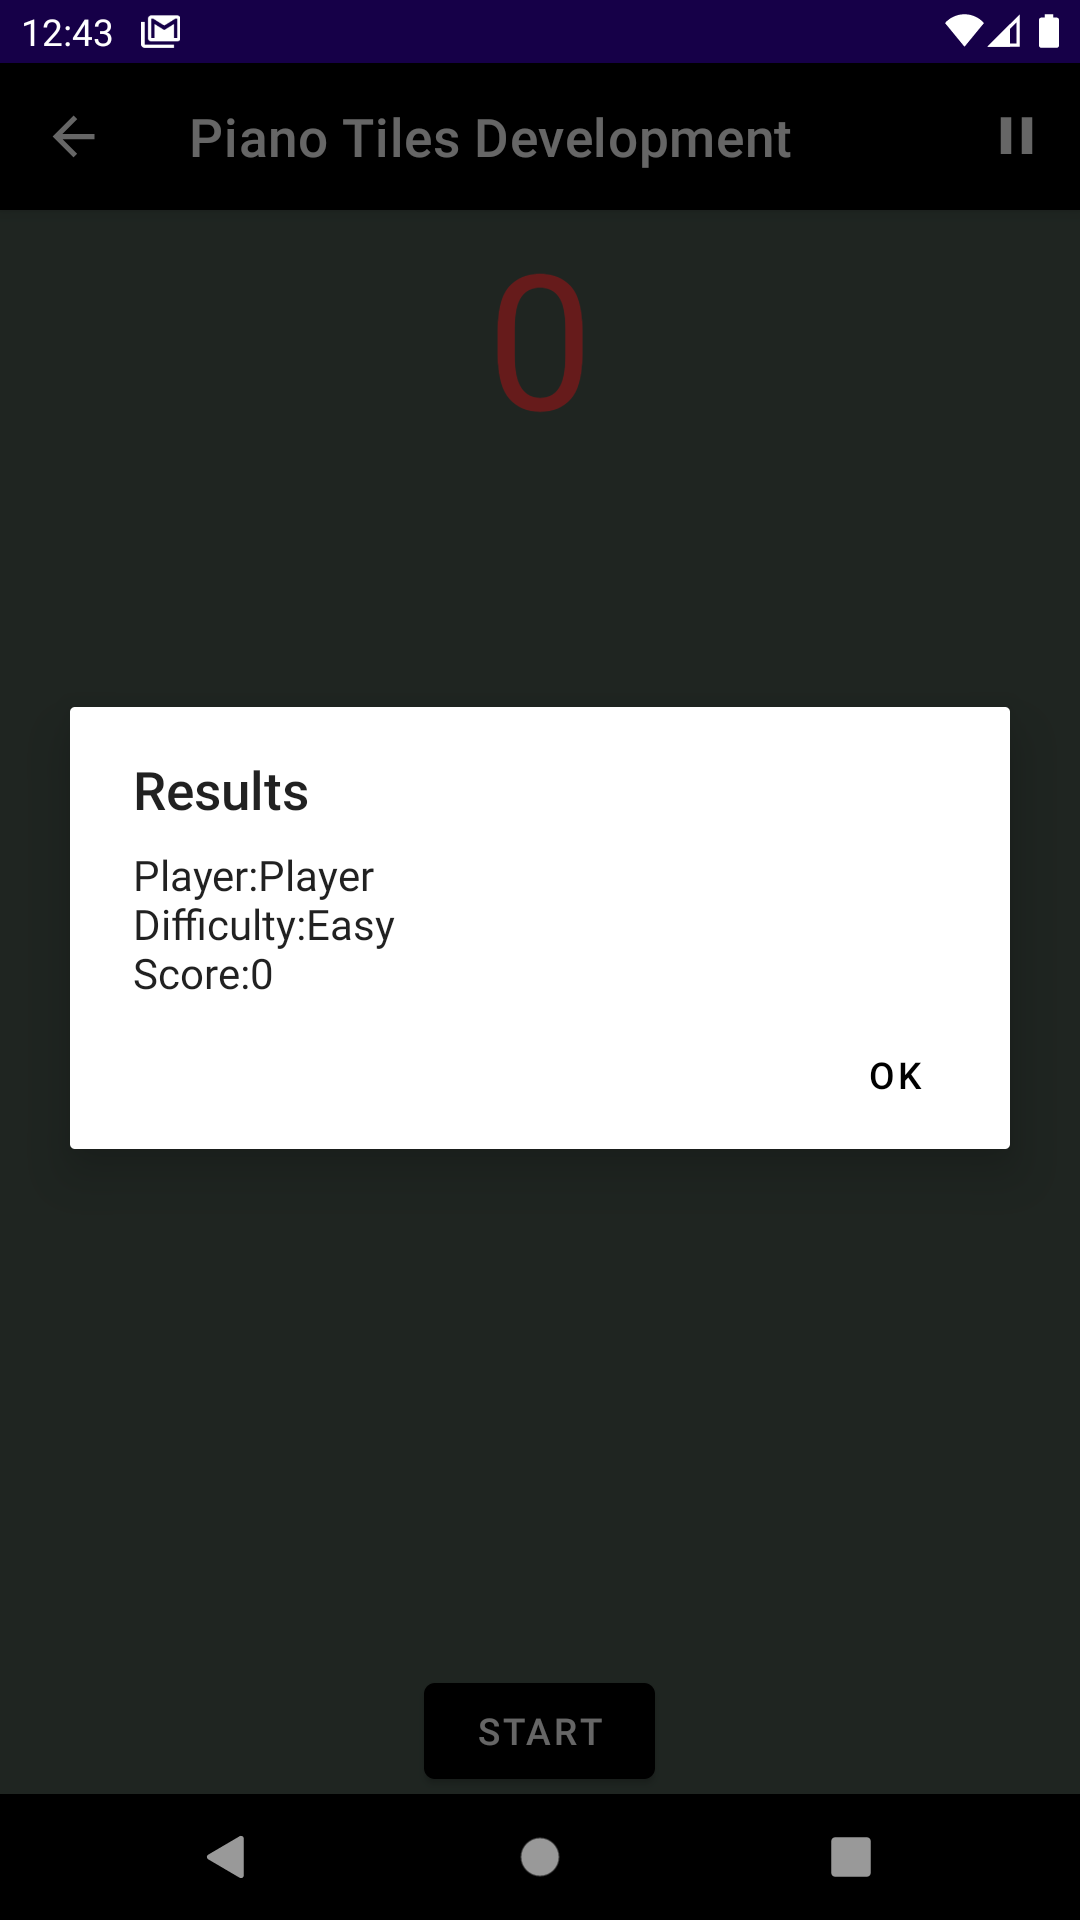 12:43
Piano Tiles Development
0
Results
Player:Player
Difficulty:Easy
Score:0
OK
START